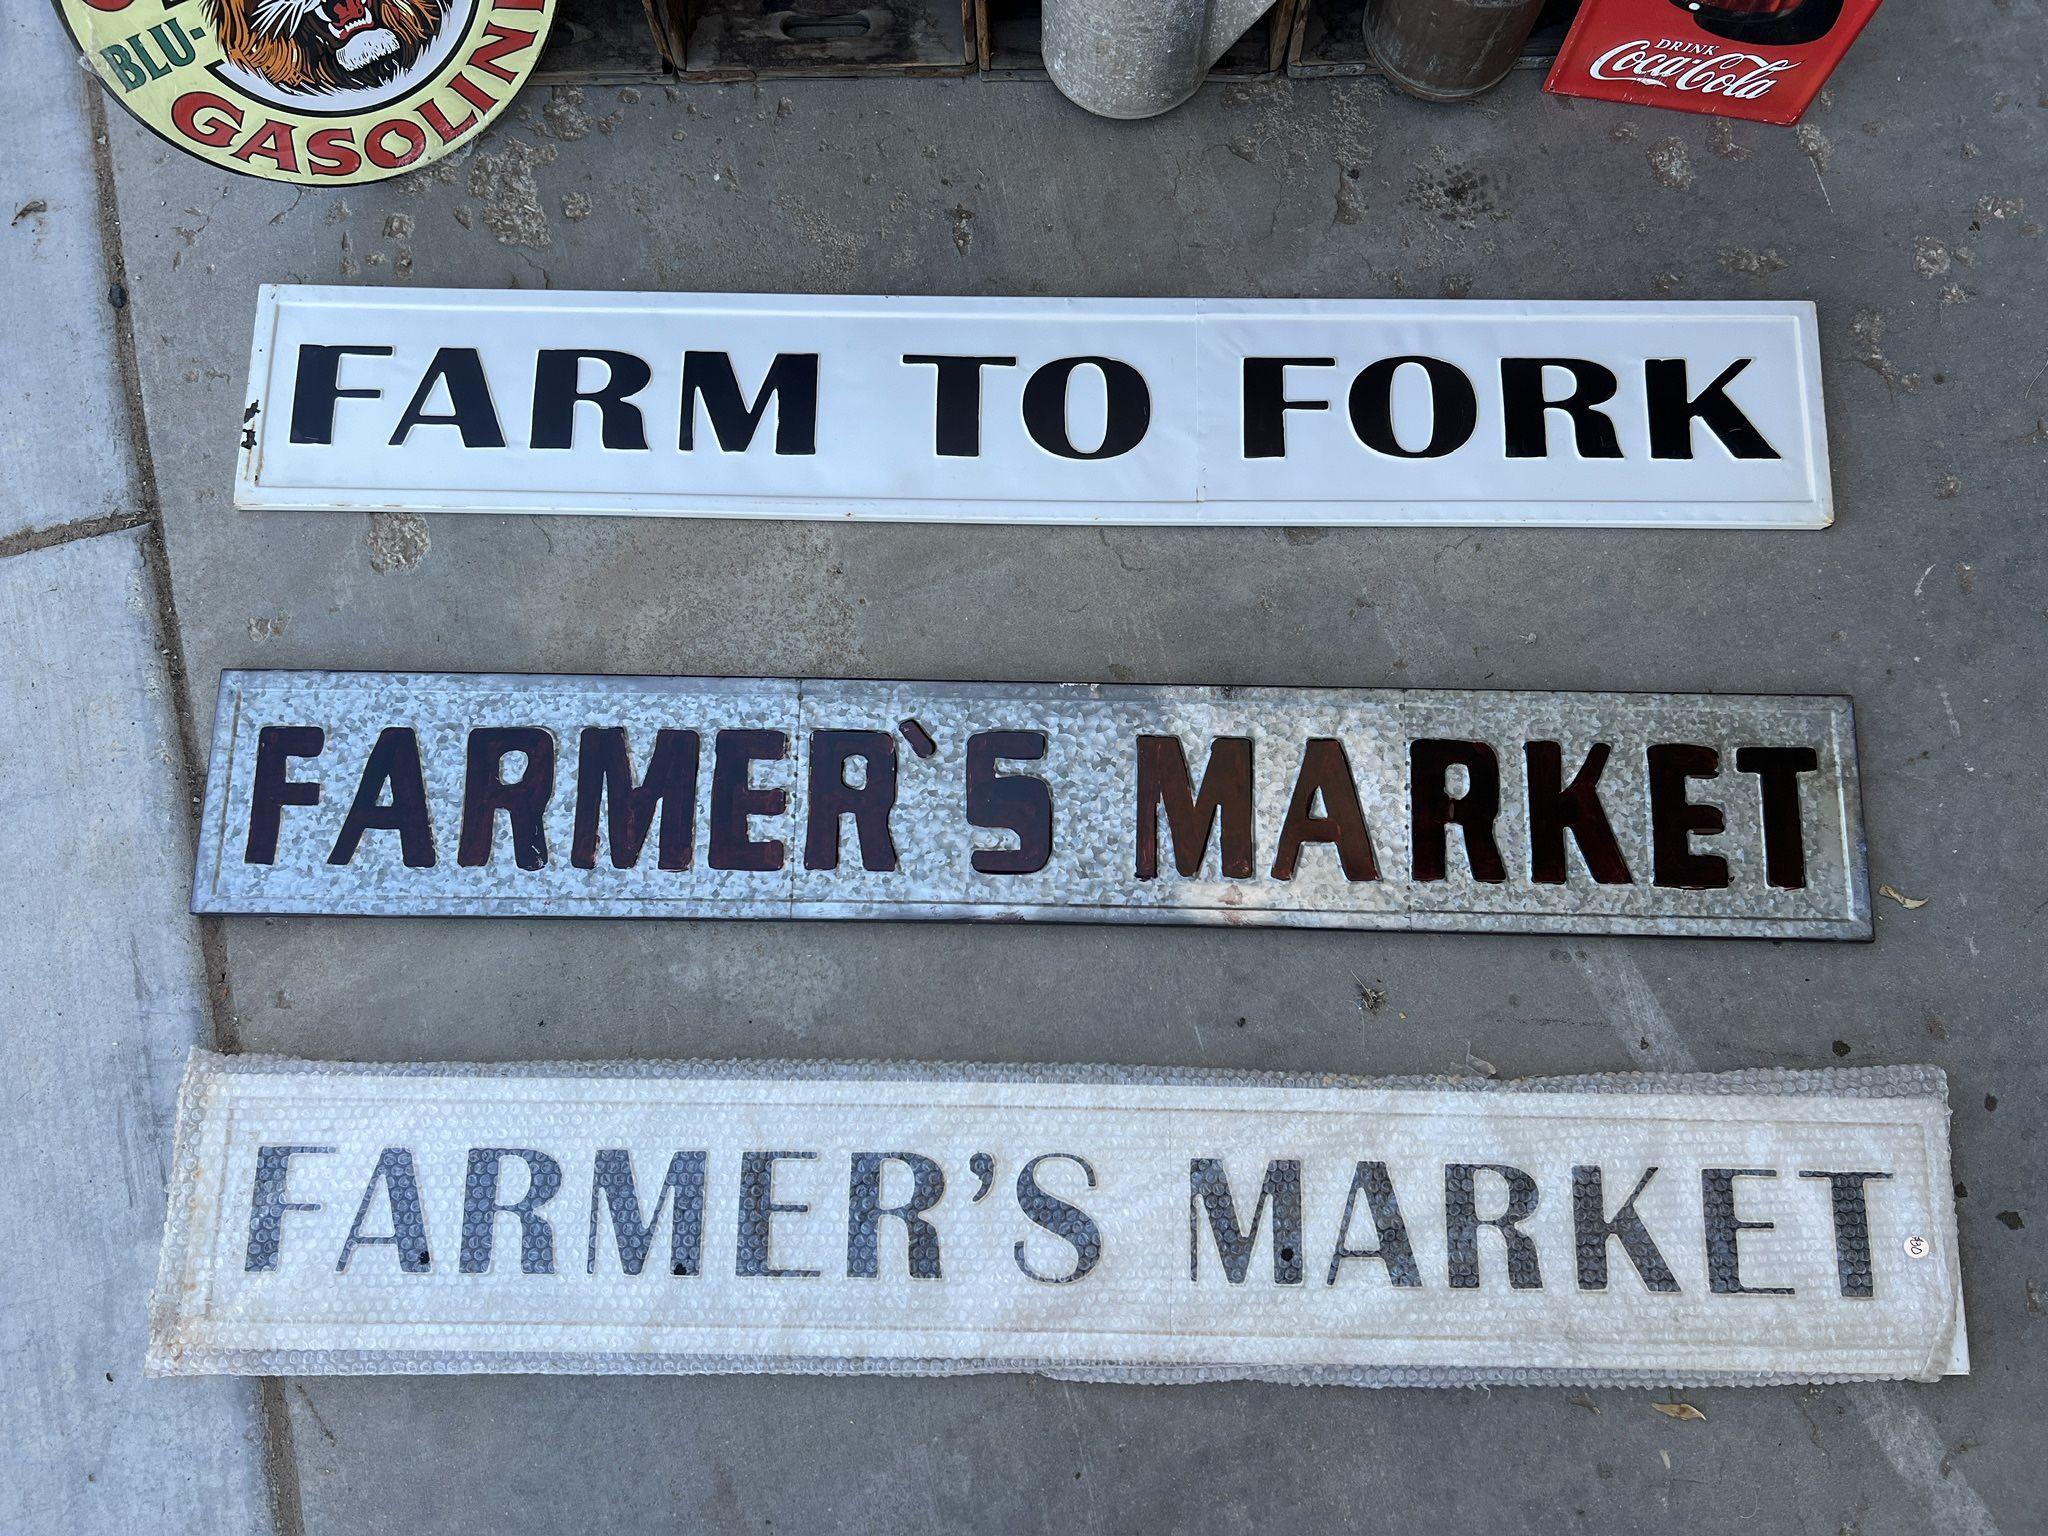 BLU-
GASOLIN
DRINK
Coca-Cola
FARM TO FORK
FARMER`S MARKET
FARMER'S MARKET